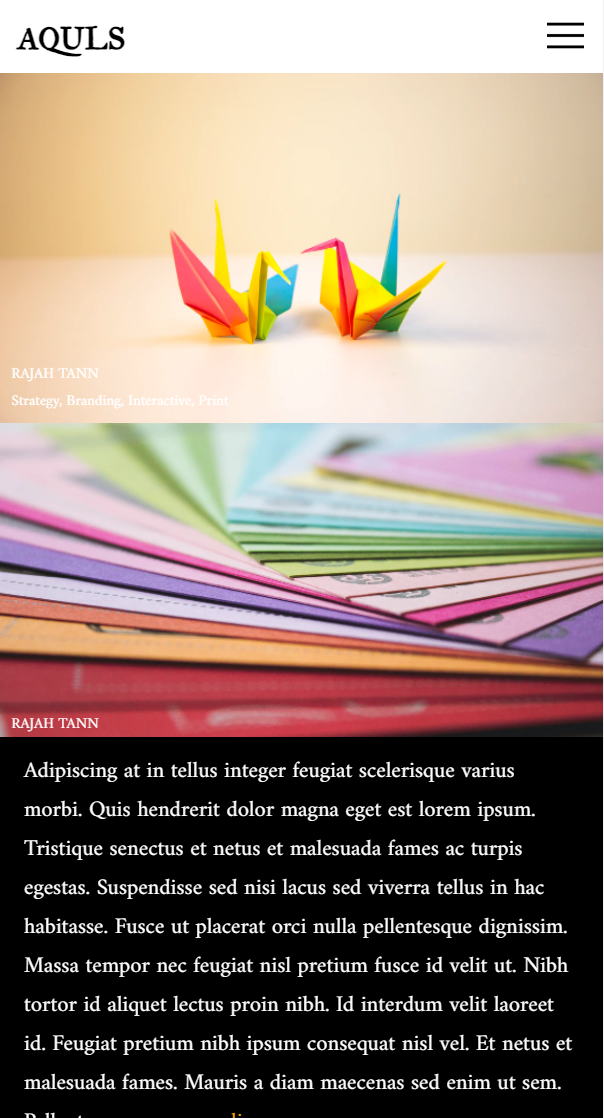 AQULS
RAJAH TANN
Strategy, Branding, Interactive, Print
RAJAH TANN
Adipiscing at in tellus integer feugiat scelerisque varius
morbi. Quis hendrerit dolor magna eget est lorem ipsum.
Tristique senectus et netus et malesuada fames ac turpis
egestas. Suspendisse sed nisi lacus sed viverra tellus in hac
habitasse. Fusce ut placerat orci nulla pellentesque dignissim.
Massa tempor nec feugiat nisl pretium fusce id velit ut. Nibh
tortor id aliquet lectus proin nibh. Id interdum velit laoreet
id. Feugiat pretium nibh ipsum consequat nisl vel. Et netus et
malesuada fames. Mauris a diam maecenas sed enim ut sem.